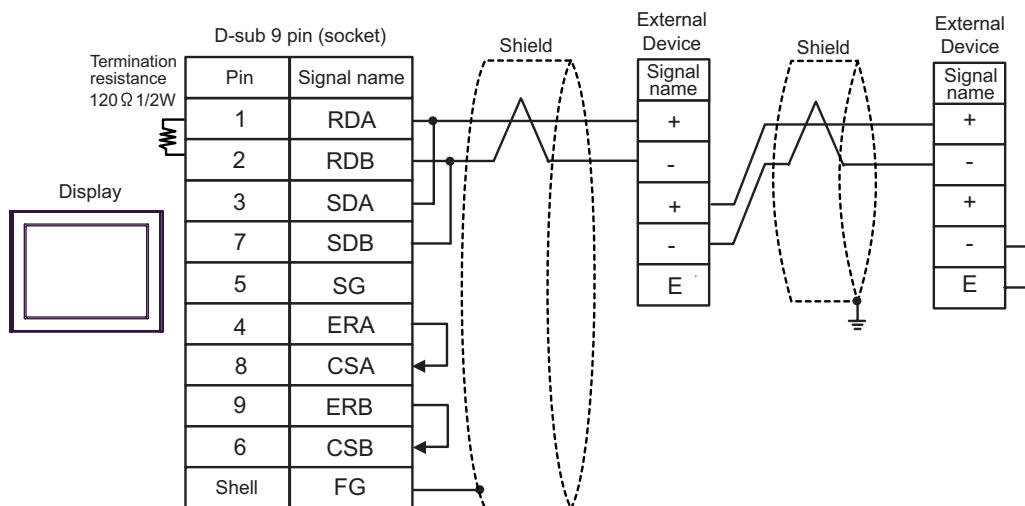 D-sub 9 pin (socket)
Termination
resistance
120 Ω 1/2W
Display
Pin Signal name
1 RDA
2 RDB
3 SDA
7 SDB
5 SG
4 ERA
8 CSA
9 ERB
6 CSB
Shell FG
Shield
External
Device
Signal
name
+
-
+
-
E
Shield
External
Device
Signal
name
+
-
+
-
E